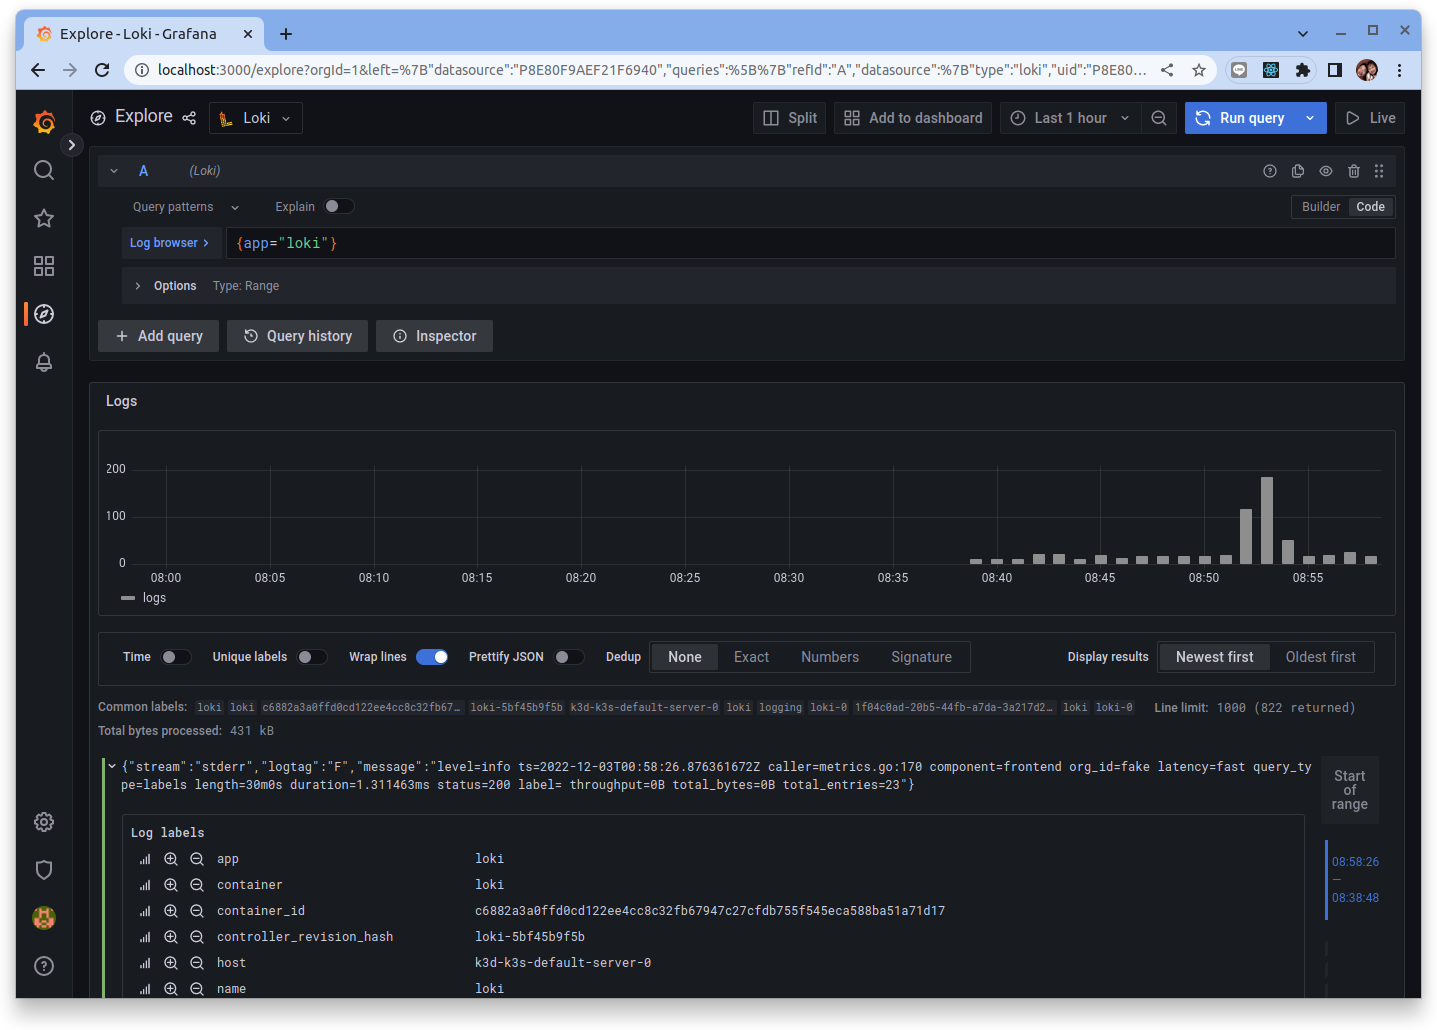 Explore - Loki - Grafana
localhost:3000/explore?orgId=1&left=%7B"datasource":"P8E80F9AEF21F6940","queries":%5B%7B"refId":"A","datasource":%7B"type":"loki","uid":"P8E80...
Explore
Loki
Split
Add to dashboard
Last 1 hour
Run query
Live
A
(Loki)
Query patterns
Explain
Builder
Code
Log browser
{app="loki"}
Options
Type: Range
Add query
Query history
Inspector
Logs
200
100
0
08:00 08:05 08:10 08:15 08:20 08:25 08:30 08:35 08:40 08:45 08:50 08:55
logs
Time
Unique labels
Wrap lines
Prettify JSON
Dedup
None
Exact
Numbers
Signature
Display results
Newest first
Oldest first
Common labels: loki loki c6882a3a0ffd0cd122ee4cc8c32fb67… loki-5bf45b9f5b k3d-k3s-default-server-0 loki logging loki-0 1f04c0ad-20b5-44fb-a7da-3a217d2… loki loki-0 Line limit: 1000 (822 returned)
Total bytes processed: 431 kB
{"stream":"stderr","logtag":"F","message":"level=info ts=2022-12-03T00:58:26.876361672Z caller=metrics.go:170 component=frontend org_id=fake latency=fast query_ty
pe=labels length=30m0s duration=1.311463ms status=200 label= throughput=0B total_bytes=0B total_entries=23"}
Start
of
range
08:58:26
—
08:38:48
Log labels
app loki
container loki
container_id c6882a3a0ffd0cd122ee4cc8c32fb67947c27cfdb755f545eca588ba51a71d17
controller_revision_hash loki-5bf45b9f5b
host k3d-k3s-default-server-0
name loki